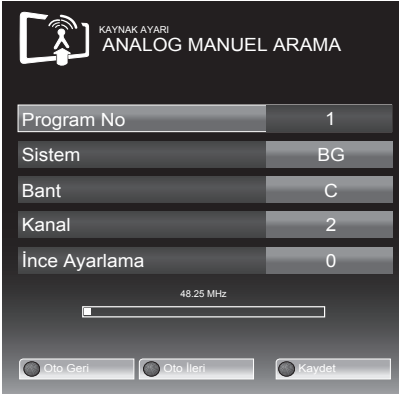 KAYNAK AYARI
ANALOG MANUEL ARAMA
Program No 1
Sistem BG
Bant C
Kanal 2
İnce Ayarlama 0
48.25 MHz
Oto Geri Oto İleri Kaydet